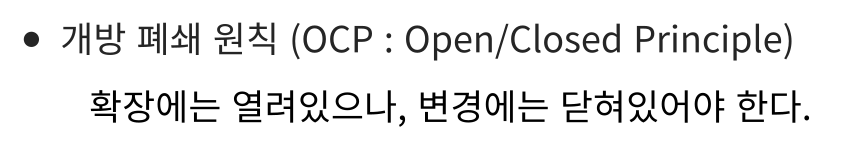 • 개방 폐쇄 원칙 (OCP : Open/Closed Principle)
확장에는 열려있으나, 변경에는 닫혀있어야 한다.